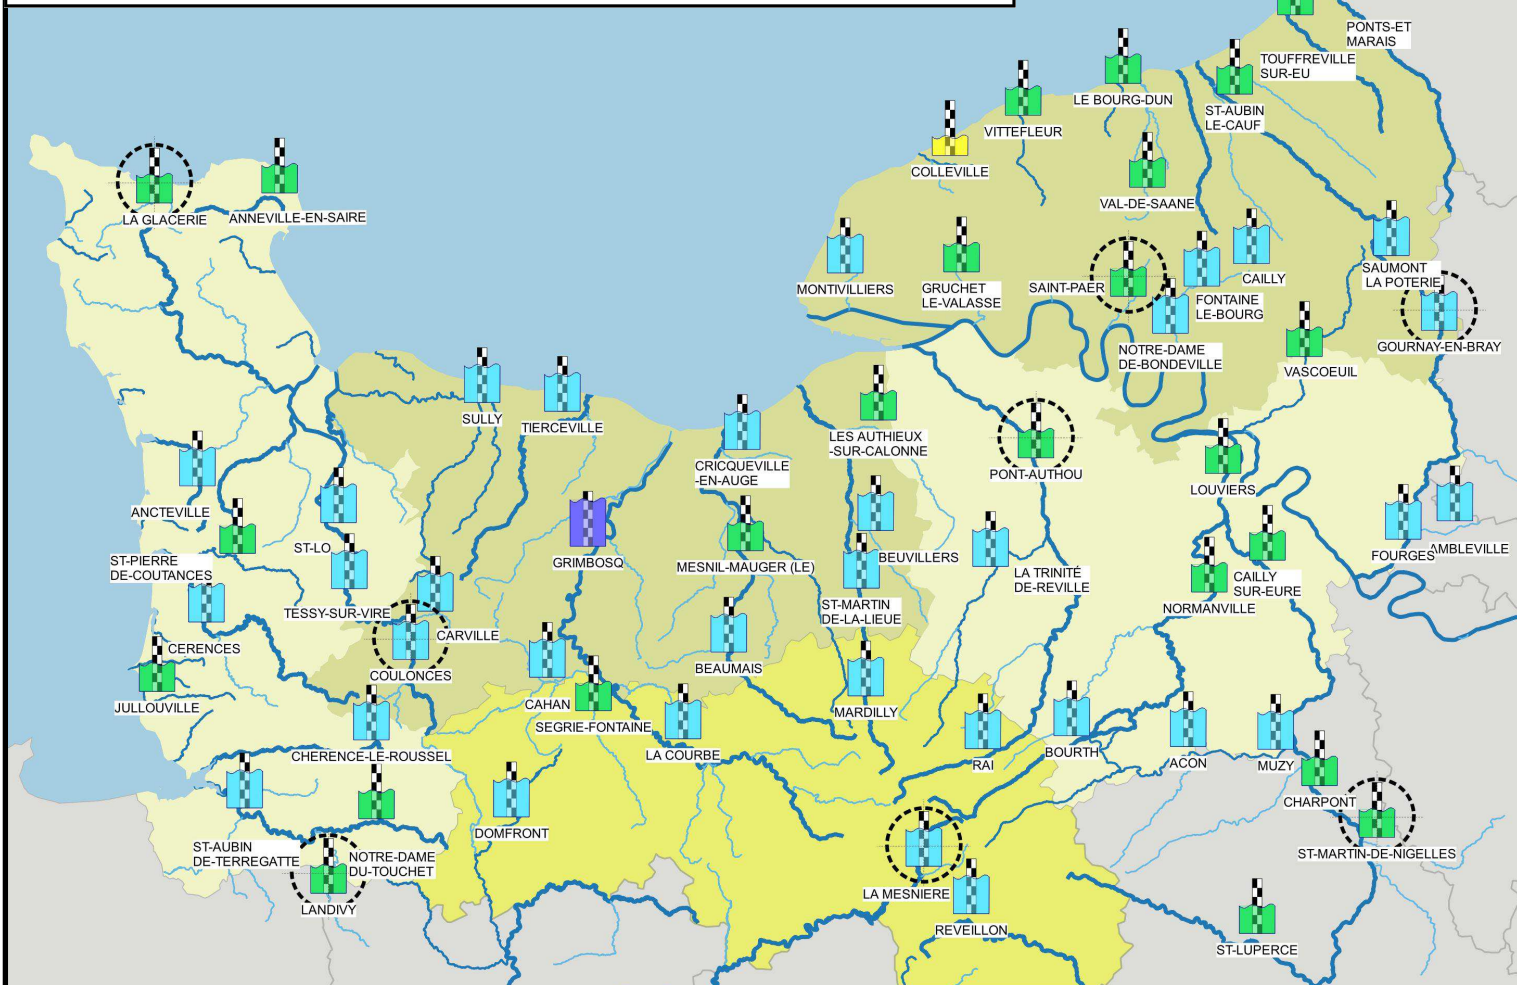 PONTS-ET
MARAIS
TOUFFREVILLE
SUR-EU
LE BOURG-DUN
ST-AUBIN
LE-CAUF
VITTEFLEUR
COLLEVILLE
VAL-DE-SAANE
LA GLACERIE
ANNEVILLE-EN-SAIRE
MONTIVILLIERS
GRUCHET
LE-VALASSE
SAINT-PAER
CAILLY
FONTAINE
LE-BOURG
SAUMONT
LA POTERIE
GOURNAY-EN-BRAY
NOTRE-DAME
DE-BONDEVILLE
VASCOEUIL
SULLY
TIERCEVILLE
LES AUTHIEUX
-SUR-CALONNE
CRICQUEVILLE
-EN-AUGE
PONT-AUTHOU
LOUVIERS
ANCTEVILLE
ST-LO
GRIMBOSQ
MESNIL-MAUGER (LE)
BEUVILLERS
FOURGES
AMBLEVILLE
ST-PIERRE
DE-COUTANCES
LA TRINITÉ
DE-REVILLE
CAILLY
SUR-EURE
NORMANVILLE
TESSY-SUR-VIRE
ST-MARTIN
DE-LA-LIEUE
CARVILLE
CERENCES
COULONCES
BEAUMAIS
JULLOUVILLE
CAHAN
SEGRIE-FONTAINE
MARDILLY
CHERENCE-LE-ROUSSEL
LA COURBE
RAI
BOURTH
ACON
MUZY
CHARPONT
DOMFRONT
ST-AUBIN
DE-TERREGATTE
NOTRE-DAME
DU-TOUCHET
ST-MARTIN-DE-NIGELLES
LANDIVY
LA MESNIERE
REVEILLON
ST-LUPERCE